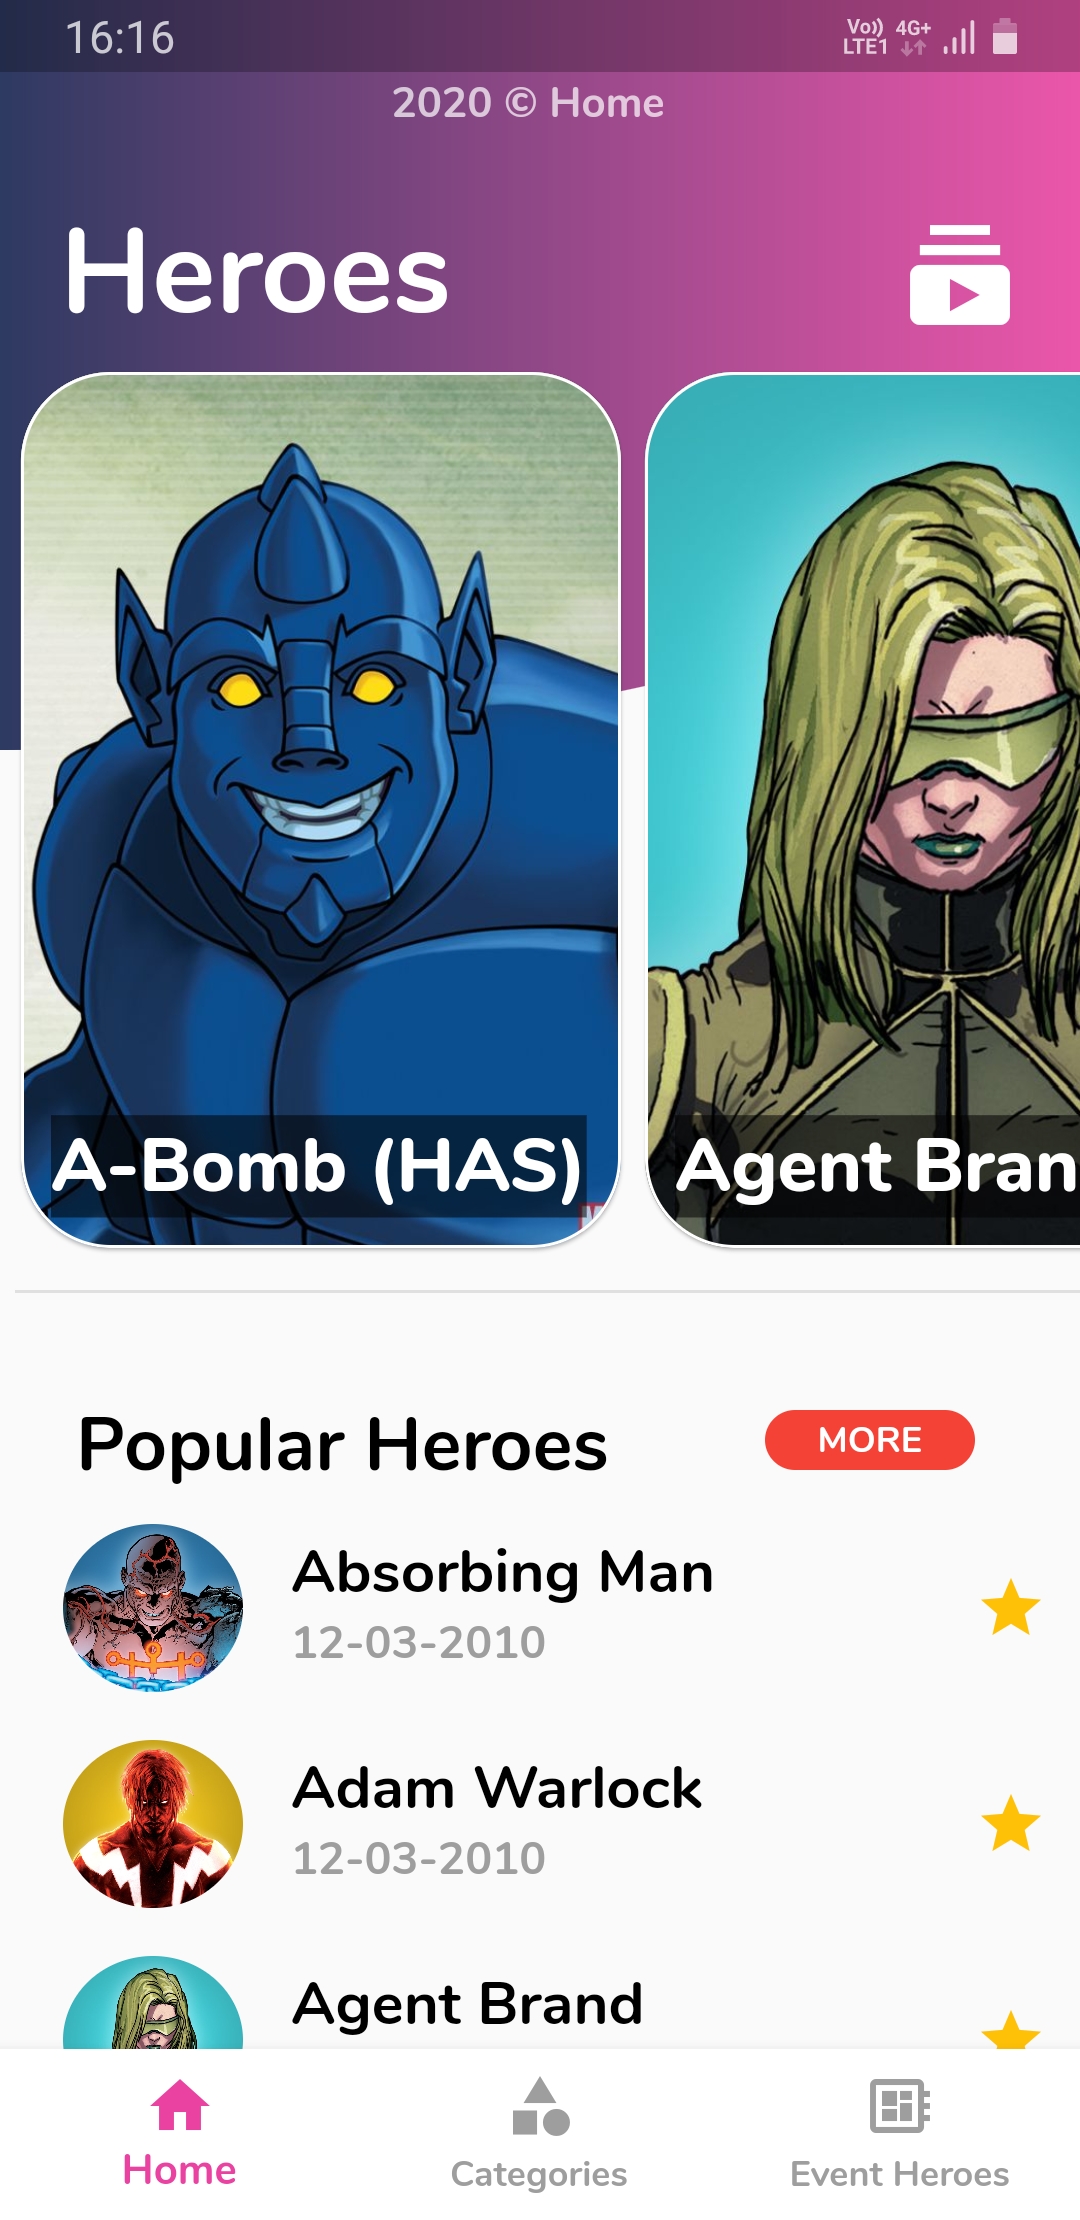 16:16
Vo)) 4G+
LTE1
2020 © Home
Heroes
A-Bomb (HAS)
Agent Bran
Popular Heroes
MORE
Absorbing Man
12-03-2010
Adam Warlock
12-03-2010
Agent Brand
Home
Categories
Event Heroes